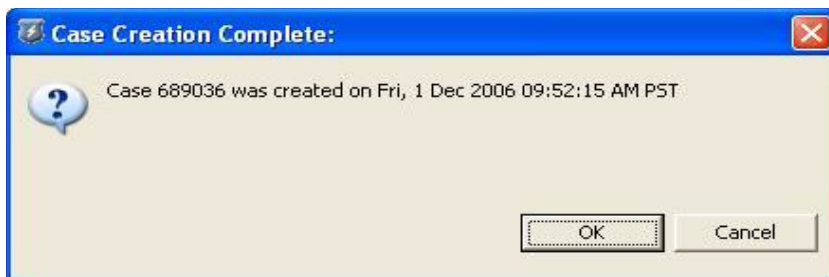 Case Creation Complete:
Case 689036 was created on Fri, 1 Dec 2006 09:52:15 AM PST
OK
Cancel